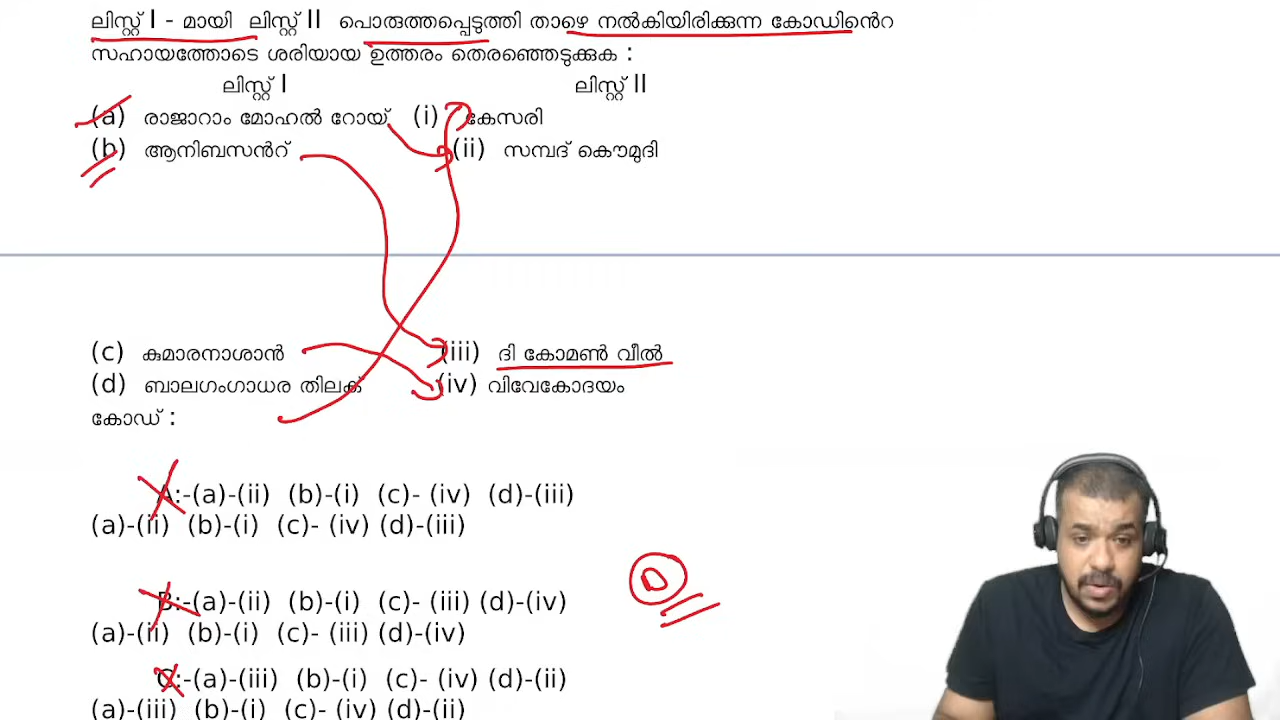 ലിസ്റ്റ് I - മായി ലിസ്റ്റ് II പൊരുത്തപ്പെടുത്തി താഴെ നൽകിയിരിക്കുന്ന കോഡിൻെറ
സഹായത്തോടെ ശരിയായ ഉത്തരം തെരഞ്ഞെടുക്കുക :
ലിസ്റ്റ് I ലിസ്റ്റ് II
(a) രാജാറാം മോഹൽ റോയ് (i) കേസരി
(b) ആനിബസൻറ് (ii) സമ്പദ് കൌമുദി
(c) കുമാരനാശാൻ (iii) ദി കോമൺ വീൽ
(d) ബാലഗംഗാധര തിലക് (iv) വിവേകോദയം
കോഡ് :
A:-(a)-(ii) (b)-(i) (c)- (iv) (d)-(iii)
(a)-(ii) (b)-(i) (c)- (iv) (d)-(iii)
D
B:-(a)-(ii) (b)-(i) (c)- (iii) (d)-(iv)
(a)-(ii) (b)-(i) (c)- (iii) (d)-(iv)
C:-(a)-(iii) (b)-(i) (c)- (iv) (d)-(ii)
(a)-(iii) (b)-(i) (c)- (iv) (d)-(ii)